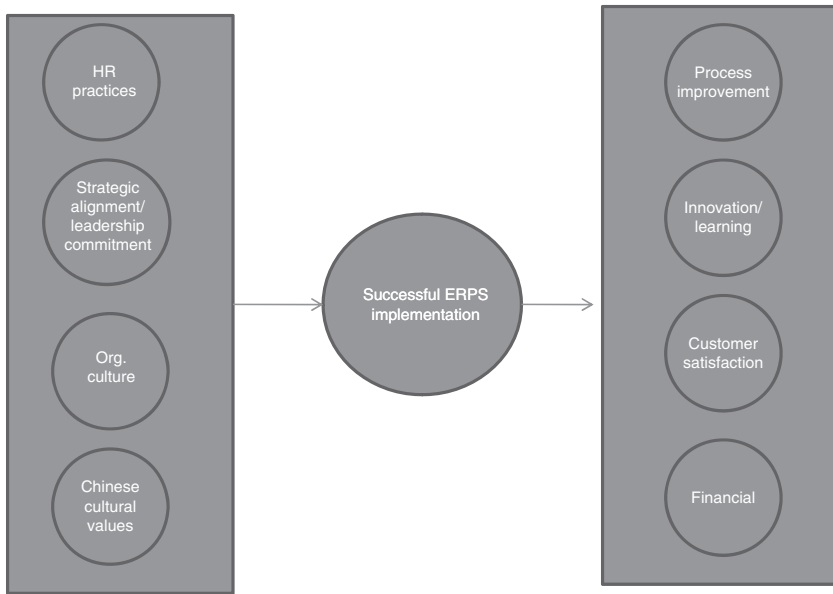 HR
practices
Strategic
alignment/
leadership
commitment
Org.
culture
Chinese
cultural
values
Successful ERPS
implementation
Process
improvement
Innovation/
learning
Customer
satisfaction
Financial